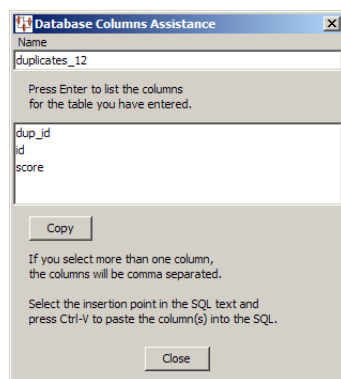 Database Columns Assistance
Name
duplicates_12
Press Enter to list the columns
for the table you have entered.
dup_id
id
score
Copy
If you select more than one column,
the columns will be comma separated.
Select the insertion point in the SQL text and
press Ctrl-V to paste the column(s) into the SQL.
Close